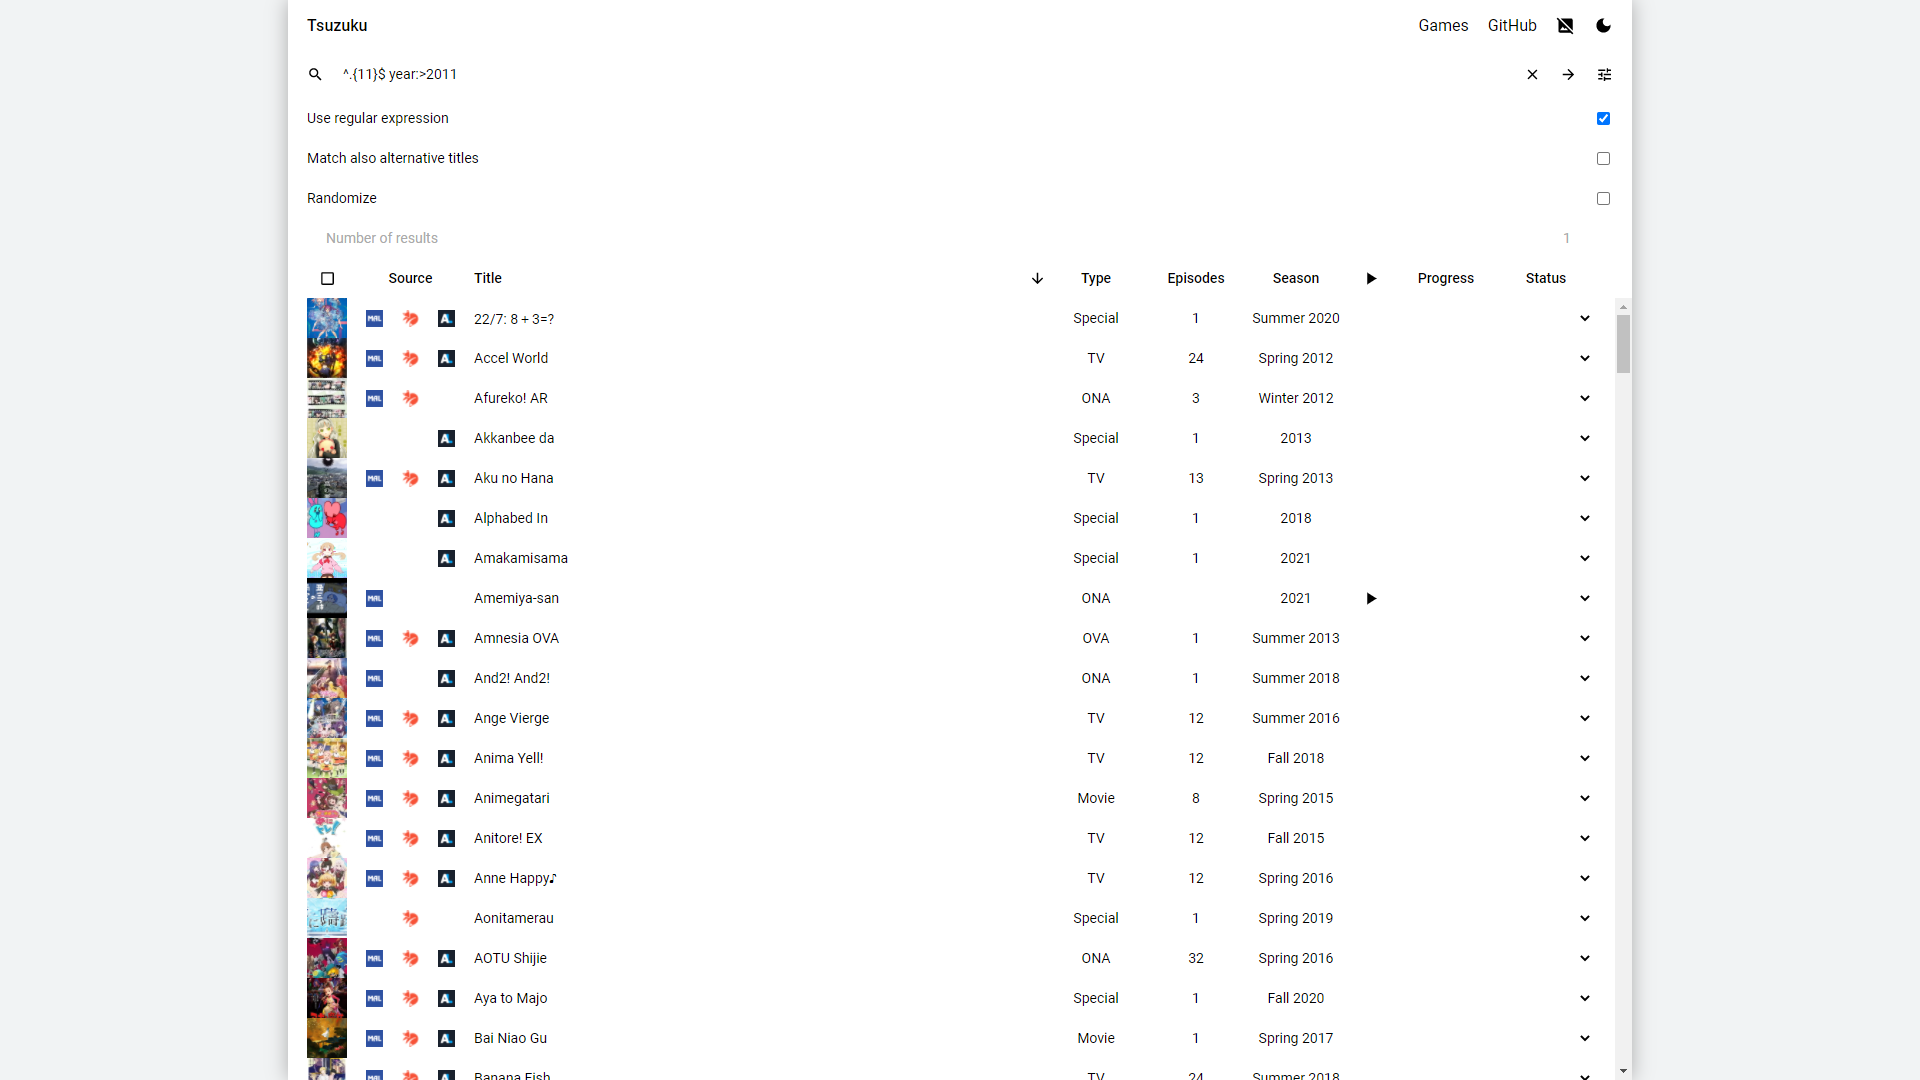 Tsuzuku Games GitHub
^.{11}$ year:>2011
Use regular expression
Match also alternative titles
Randomize
Number of results 1
Source Title Type Episodes Season Progress Status
MAL A 22/7: 8 + 3=? Special 1 Summer 2020
MAL A Accel World TV 24 Spring 2012
MAL Afureko! AR ONA 3 Winter 2012
A Akkanbee da Special 1 2013
MAL A Aku no Hana TV 13 Spring 2013
A Alphabed In Special 1 2018
A Amakamisama Special 1 2021
MAL Amemiya-san ONA 2021
MAL A Amnesia OVA OVA 1 Summer 2013
MAL A And2! And2! ONA 1 Summer 2018
MAL A Ange Vierge TV 12 Summer 2016
MAL A Anima Yell! TV 12 Fall 2018
MAL A Animegatari Movie 8 Spring 2015
MAL A Anitore! EX TV 12 Fall 2015
MAL A Anne Happy♪ TV 12 Spring 2016
Aonitamerau Special 1 Spring 2019
MAL A AOTU Shijie ONA 32 Spring 2016
MAL A Aya to Majo Special 1 Fall 2020
MAL A Bai Niao Gu Movie 1 Spring 2017
MAL A Banana Fish TV 24 Summer 2018